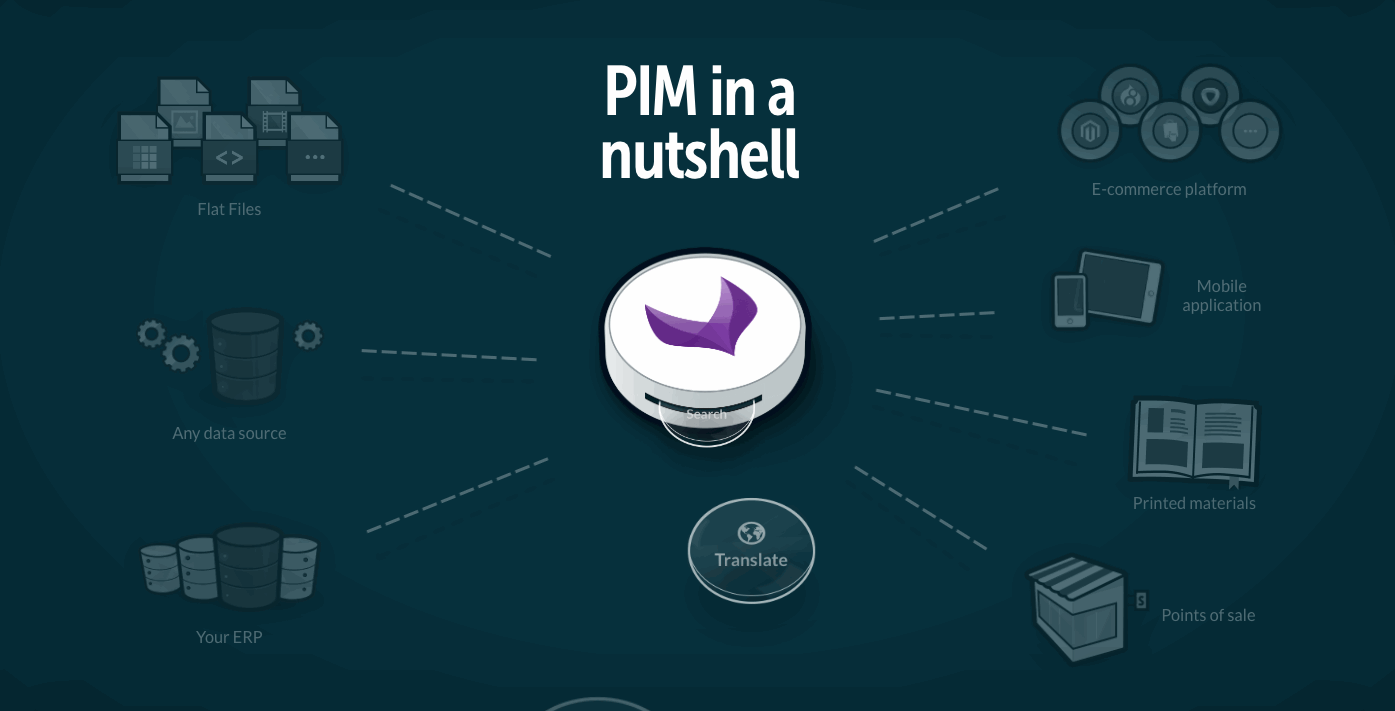 PIM in a
nutshell
Flat Files
E-commerce platform
Mobile
application
Any data source
Search
Printed materials
Translate
Your ERP
Points of sale